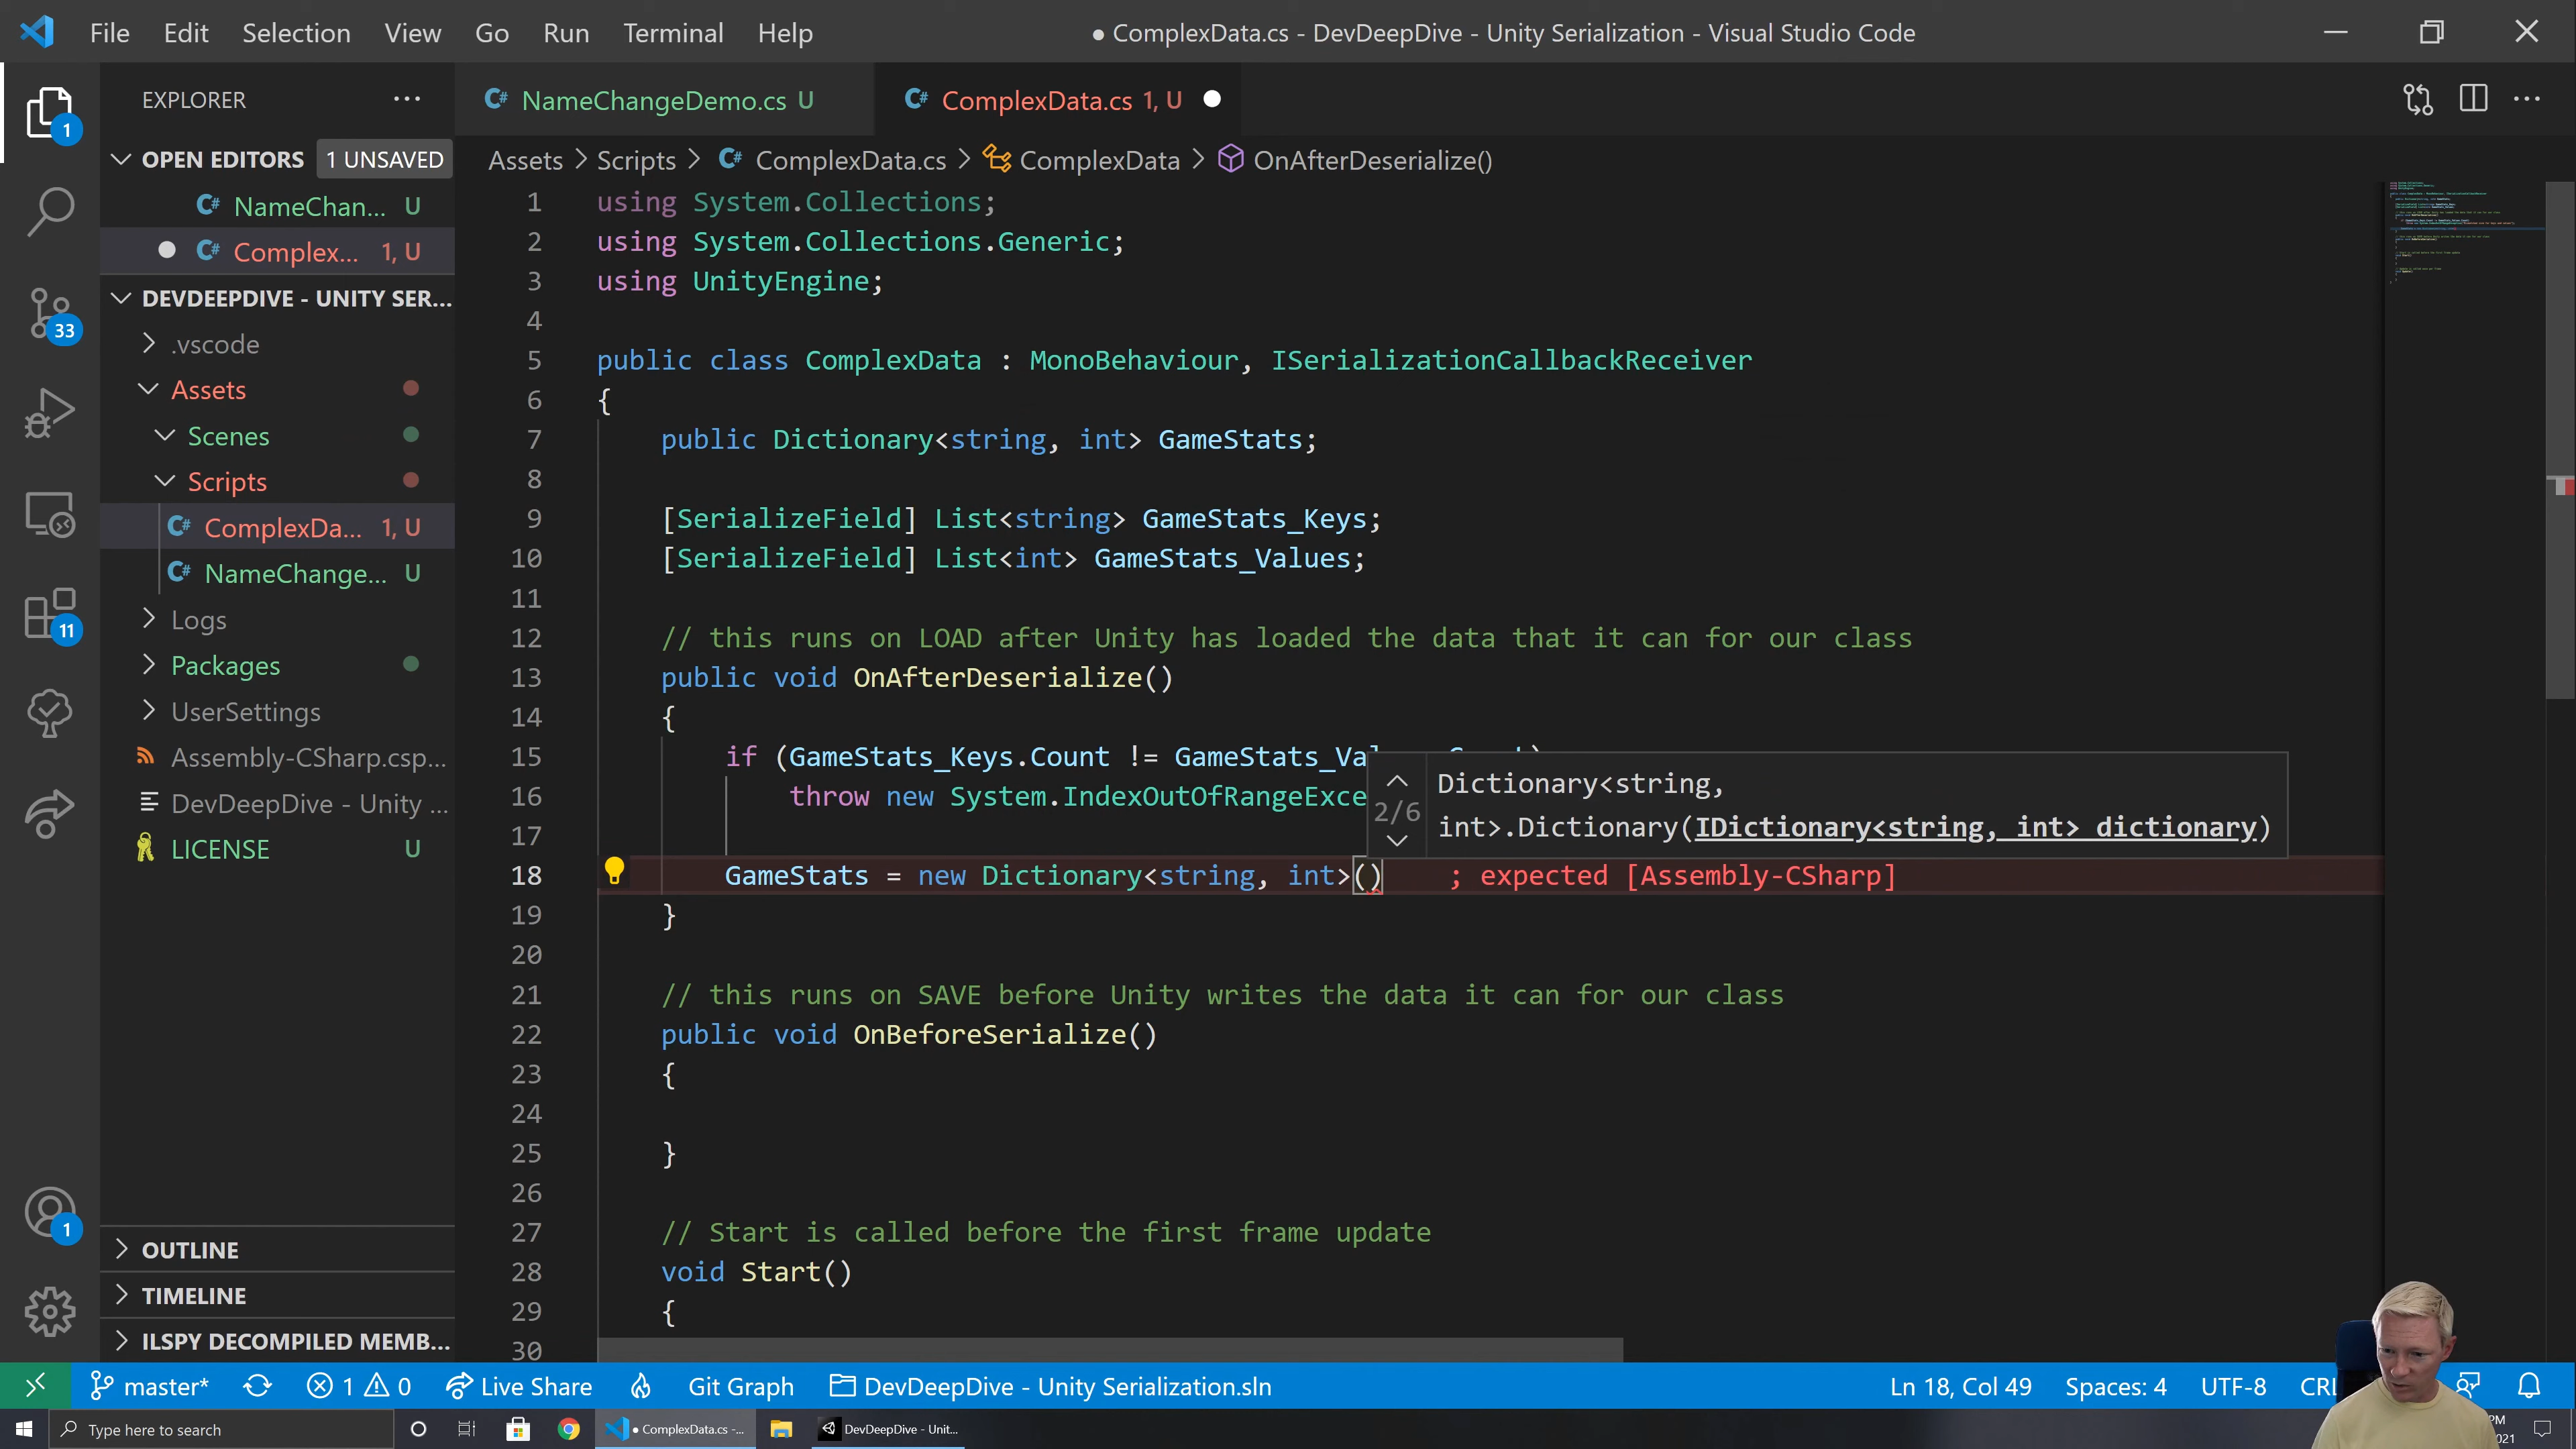 File Edit Selection View Go Run Terminal Help
● ComplexData.cs - DevDeepDive - Unity Serialization - Visual Studio Code
EXPLORER
OPEN EDITORS 1 UNSAVED
NameChan... U
Complex... 1, U
DEVDEEPDIVE - UNITY SER...
.vscode
Assets
Scenes
Scripts
ComplexDa... 1, U
NameChange... U
Logs
Packages
UserSettings
Assembly-CSharp.csp...
DevDeepDive - Unity ...
LICENSE U
OUTLINE
TIMELINE
ILSPY DECOMPILED MEMB...
1
33
11
1
NameChangeDemo.cs U
ComplexData.cs 1, U
Assets > Scripts > ComplexData.cs > ComplexData > OnAfterDeserialize()
1 using System.Collections;
2 using System.Collections.Generic;
3 using UnityEngine;
4
5 public class ComplexData : MonoBehaviour, ISerializationCallbackReceiver
6 {
7 public Dictionary<string, int> GameStats;
8
9 [SerializeField] List<string> GameStats_Keys;
10 [SerializeField] List<int> GameStats_Values;
11
12 // this runs on LOAD after Unity has loaded the data that it can for our class
13 public void OnAfterDeserialize()
14 {
15 if (GameStats_Keys.Count != GameStats_Va
16 throw new System.IndexOutOfRangeExce
17
2/6
Dictionary<string,
int>.Dictionary(IDictionary<string, int> dictionary)
18 GameStats = new Dictionary<string, int>() ; expected [Assembly-CSharp]
19 }
20
21 // this runs on SAVE before Unity writes the data it can for our class
22 public void OnBeforeSerialize()
23 {
24
25 }
26
27 // Start is called before the first frame update
28 void Start()
29 {
30
master* 1 0 Live Share Git Graph DevDeepDive - Unity Serialization.sln
Ln 18, Col 49 Spaces: 4 UTF-8
Type here to search
● ComplexData.cs -...
DevDeepDive - Unit...